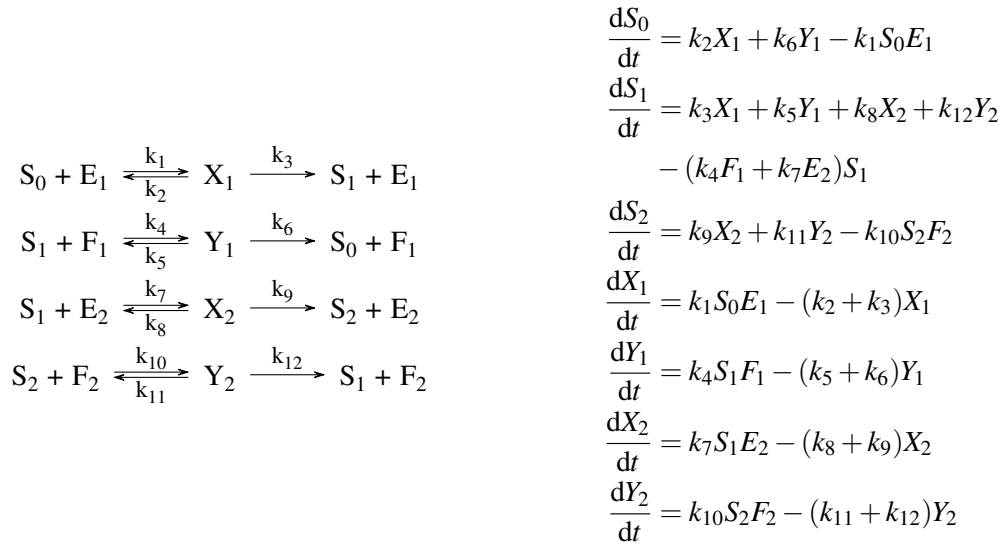 S₀ + E₁ ⇌ X₁ → S₁ + E₁
k₁ k₂ k₃
S₁ + F₁ ⇌ Y₁ → S₀ + F₁
k₄ k₅ k₆
S₁ + E₂ ⇌ X₂ → S₂ + E₂
k₇ k₈ k₉
S₂ + F₂ ⇌ Y₂ → S₁ + F₂
k₁₀ k₁₁ k₁₂
dS₀/dt = k₂X₁ + k₆Y₁ − k₁S₀E₁
dS₁/dt = k₃X₁ + k₅Y₁ + k₈X₂ + k₁₂Y₂
− (k₄F₁ + k₇E₂)S₁
dS₂/dt = k₉X₂ + k₁₁Y₂ − k₁₀S₂F₂
dX₁/dt = k₁S₀E₁ − (k₂ + k₃)X₁
dY₁/dt = k₄S₁F₁ − (k₅ + k₆)Y₁
dX₂/dt = k₇S₁E₂ − (k₈ + k₉)X₂
dY₂/dt = k₁₀S₂F₂ − (k₁₁ + k₁₂)Y₂